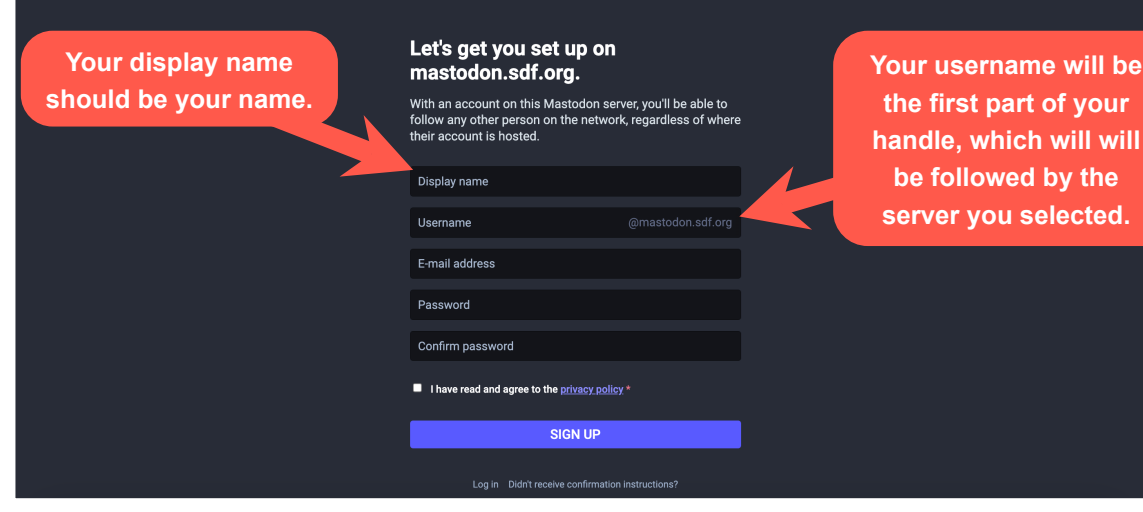 Your display name
should be your name.
Let's get you set up on
mastodon.sdf.org.
With an account on this Mastodon server, you'll be able to
follow any other person on the network, regardless of where
their account is hosted.
Your username will be
the first part of your
handle, which will will
be followed by the
server you selected.
Display name
Username @mastodon.sdf.org
E-mail address
Password
Confirm password
I have read and agree to the privacy policy *
SIGN UP
Log in Didn't receive confirmation instructions?